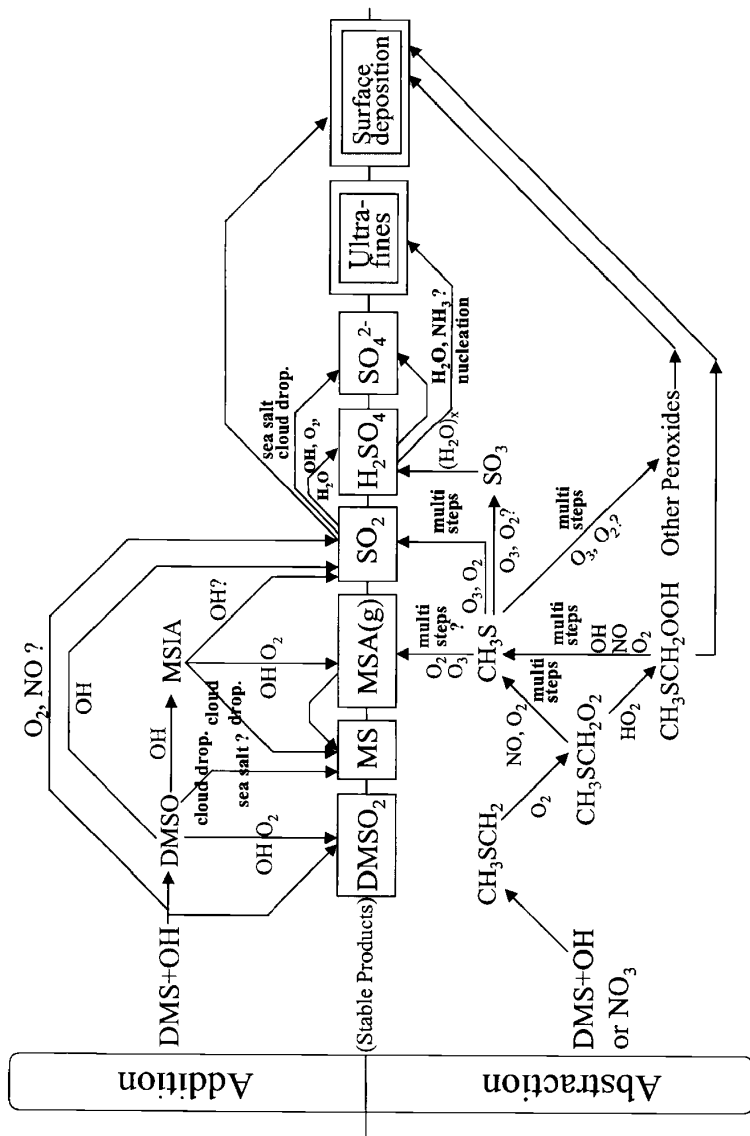 Addition
Abstraction
DMS+OH
O₂, NO ?
OH
DMSO
OH
MSIA
OH?
OH O₂
cloud drop.
sea salt ?
cloud
drop.
OH O₂
sea salt
cloud drop.
H₂O
OH, O₂,
(Stable Products)
DMSO₂
MS
MSA(g)
SO₂
H₂SO₄
SO₄²⁻
Ultra-
fines
Surface
deposition
H₂O, NH₃ ?
nucleation
(H₂O)ₓ
SO₃
multi
steps
O₂
O₃
?
multi
steps
O₃, O₂
O₃, O₂?
CH₃S
multi
steps
O₃, O₂?
Other Peroxides
DMS+OH
or NO₃
CH₃SCH₂
O₂
CH₃SCH₂O₂
NO, O₂
multi
steps
HO₂
CH₃SCH₂OOH
multi
steps
OH
NO
O₂